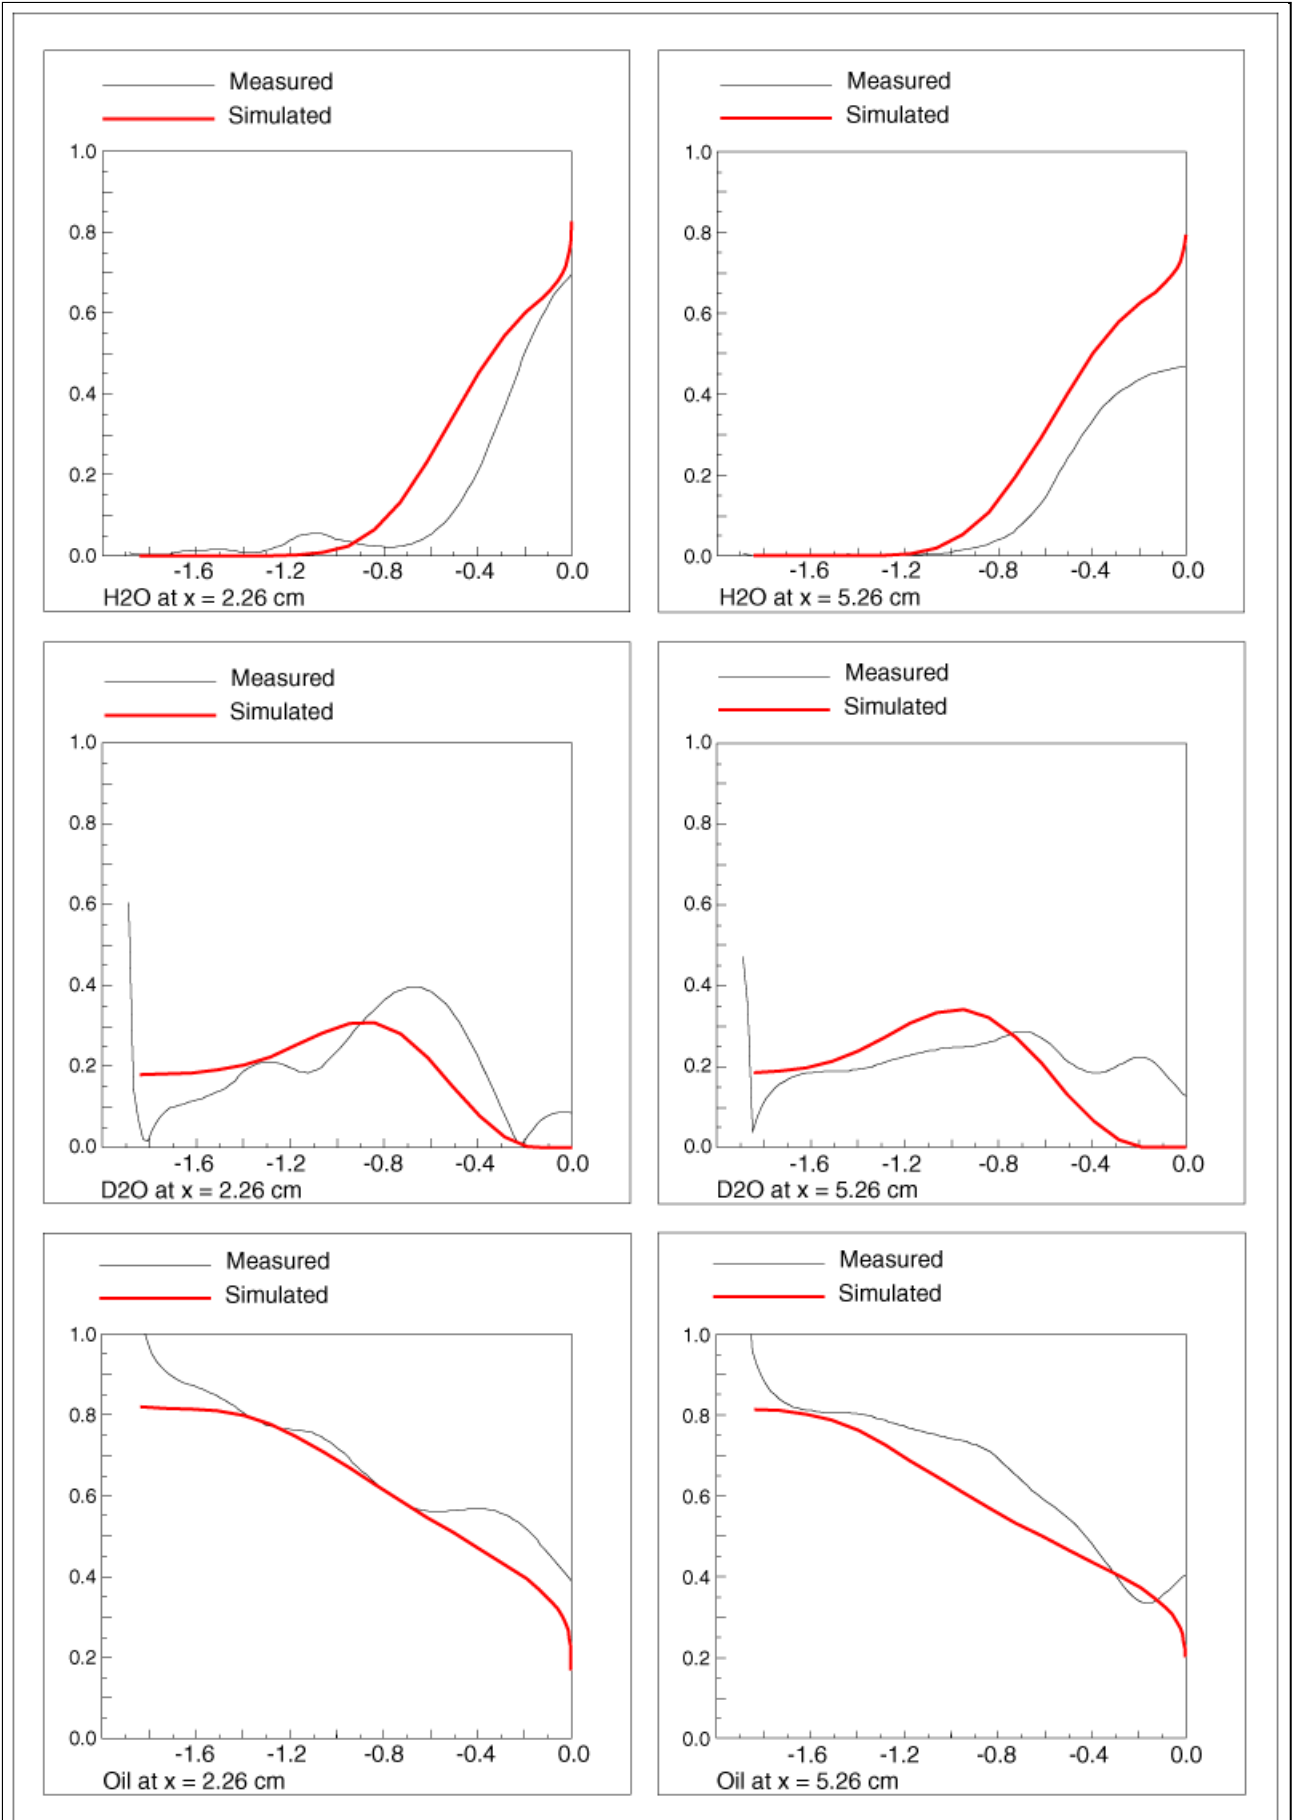 Measured
Simulated
1.0
0.8
0.6
0.4
0.2
0.0
-1.6 -1.2 -0.8 -0.4 0.0
H2O at x = 2.26 cm
Measured
Simulated
1.0
0.8
0.6
0.4
0.2
0.0
-1.6 -1.2 -0.8 -0.4 0.0
H2O at x = 5.26 cm
Measured
Simulated
1.0
0.8
0.6
0.4
0.2
0.0
-1.6 -1.2 -0.8 -0.4 0.0
D2O at x = 2.26 cm
Measured
Simulated
1.0
0.8
0.6
0.4
0.2
0.0
-1.6 -1.2 -0.8 -0.4 0.0
D2O at x = 5.26 cm
Measured
Simulated
1.0
0.8
0.6
0.4
0.2
0.0
-1.6 -1.2 -0.8 -0.4 0.0
Oil at x = 2.26 cm
Measured
Simulated
1.0
0.8
0.6
0.4
0.2
0.0
-1.6 -1.2 -0.8 -0.4 0.0
Oil at x = 5.26 cm